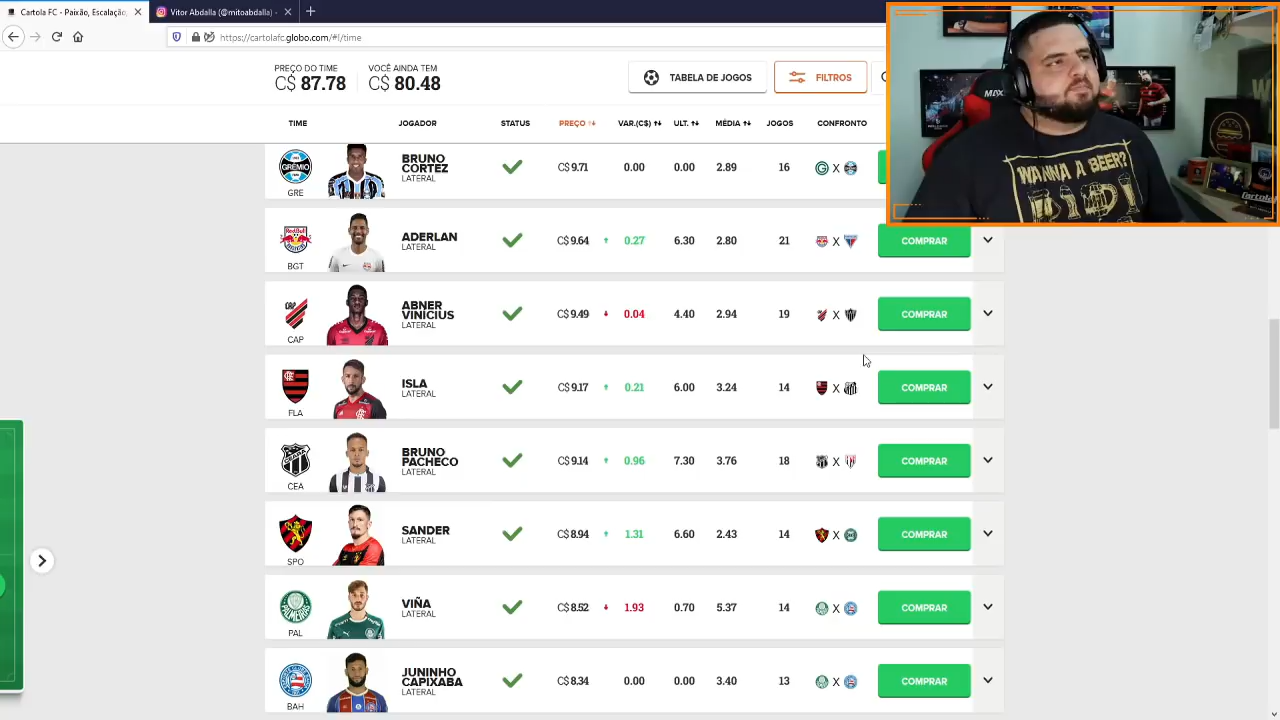 Cartola FC - Paixão, Escalação
Vitor Abdalla (@mitoabdalla) -
https://cartolafc.globo.com/#!/time
PREÇO DO TIME
C$ 87.78
VOCÊ AINDA TEM
C$ 80.48
TABELA DE JOGOS
FILTROS
TIME JOGADOR STATUS PREÇO VAR.(C$) ULT. MÉDIA JOGOS CONFRONTO
GRÊMIO
GRE
BRUNO
CORTEZ
LATERAL
C$ 9.71 0.00 0.00 2.89 16 X
BGT
ADERLAN
LATERAL
C$ 9.64 0.27 6.30 2.80 21 X COMPRAR
CAP
CAP
ABNER
VINICIUS
LATERAL
C$ 9.49 0.04 4.40 2.94 19 X COMPRAR
FLA
ISLA
LATERAL
C$ 9.17 0.21 6.00 3.24 14 X COMPRAR
CEA
BRUNO
PACHECO
LATERAL
C$ 9.14 0.96 7.30 3.76 18 X COMPRAR
SPO
SANDER
LATERAL
C$ 8.94 1.31 6.60 2.43 14 X COMPRAR
PAL
VIÑA
LATERAL
C$ 8.52 1.93 0.70 5.37 14 X COMPRAR
BAH
JUNINHO
CAPIXABA
LATERAL
C$ 8.34 0.00 0.00 3.40 13 X COMPRAR
WANNA A BEER?
MAX